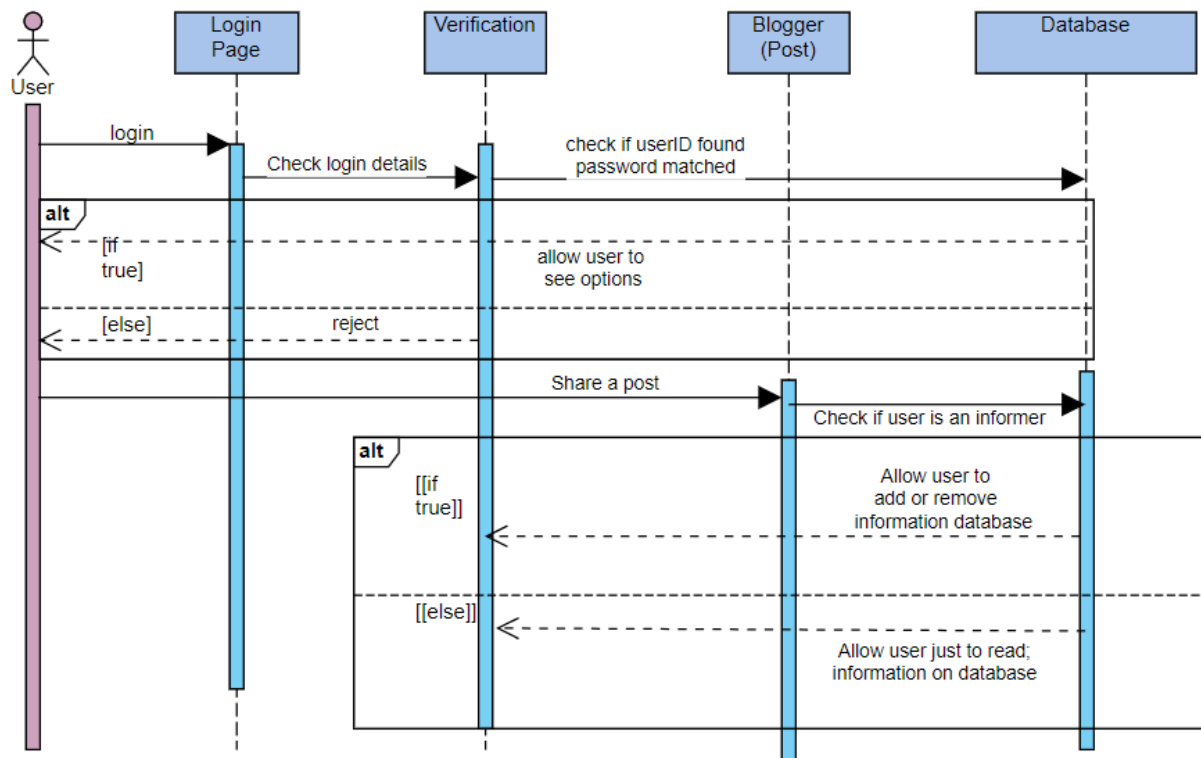 User
Login
Page
Verification
Blogger
(Post)
Database
login
Check login details
check if userID found
password matched
alt
[if
true]
allow user to
see options
[else]
reject
Share a post
Check if user is an informer
alt
[[if
true]]
Allow user to
add or remove
information database
[[else]]
Allow user just to read;
information on database